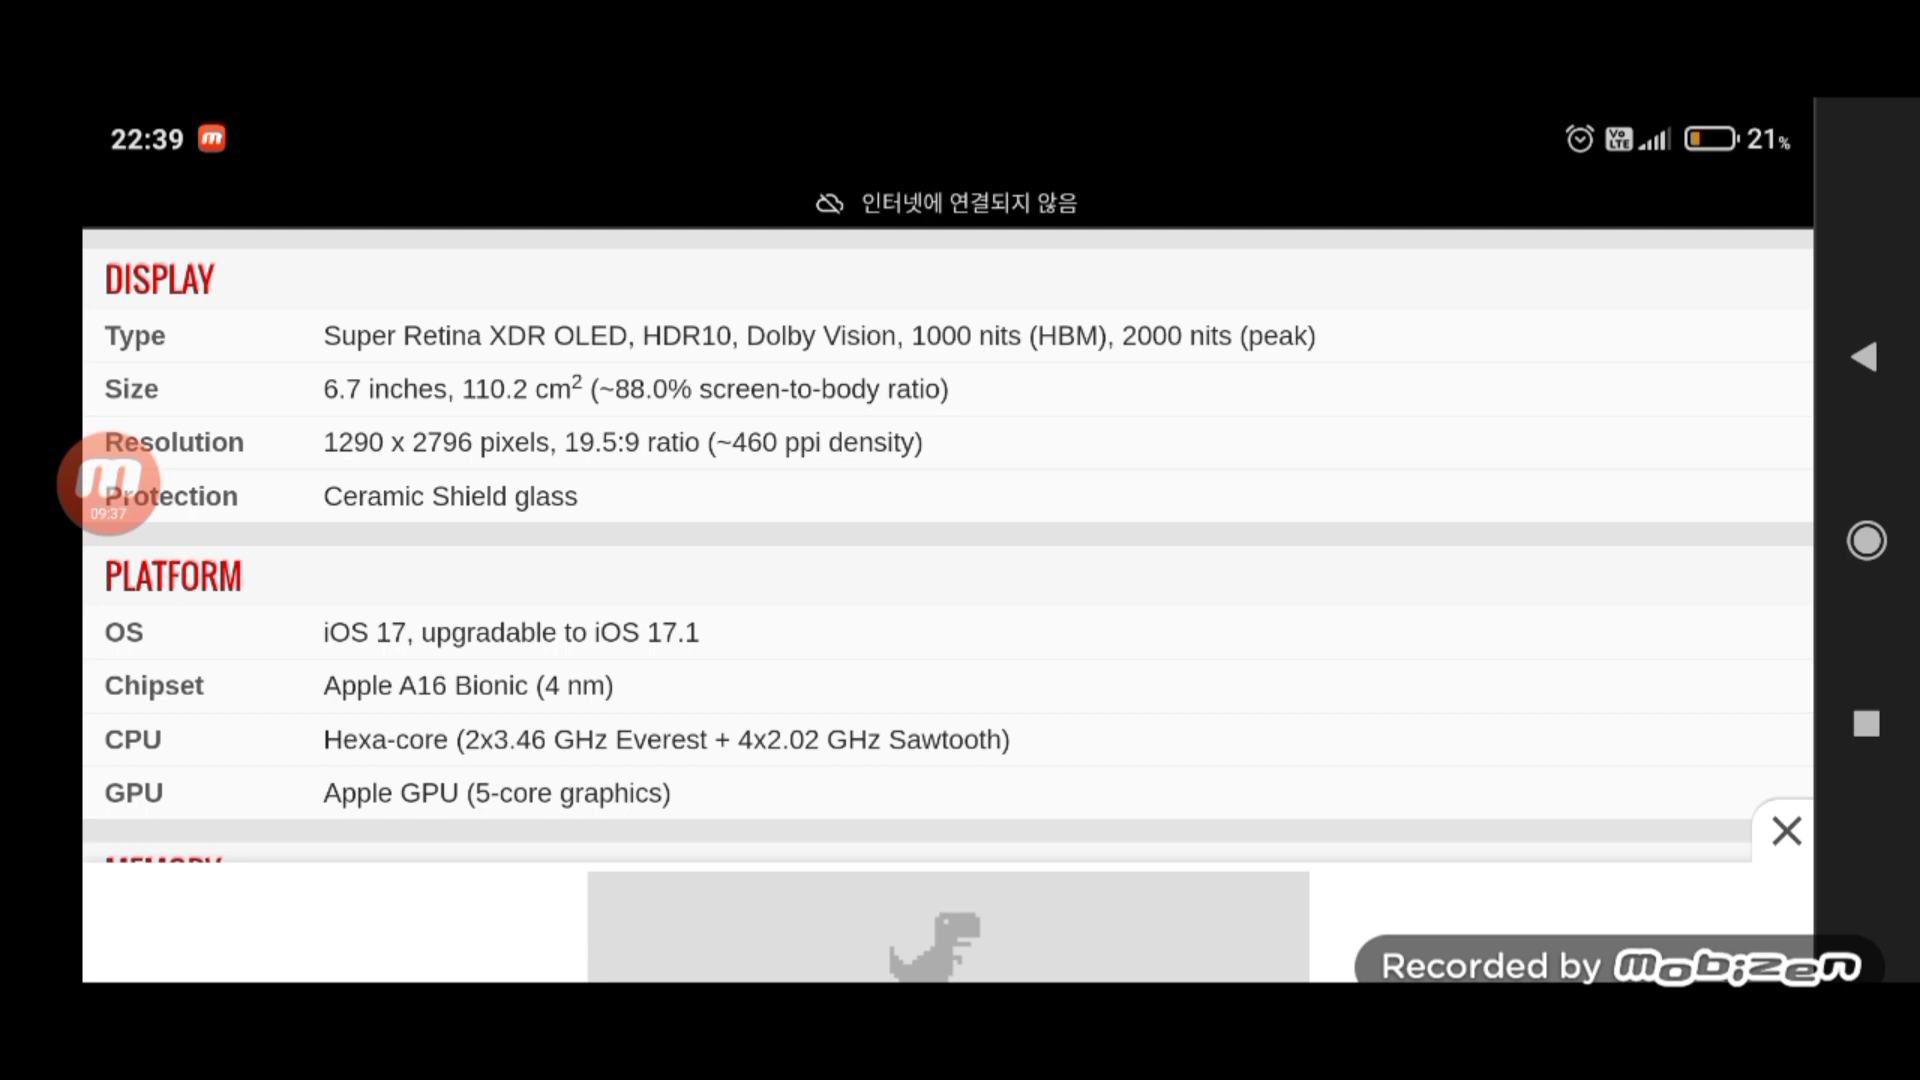 22:39
21%
인터넷에 연결되지 않음
DISPLAY
Type Super Retina XDR OLED, HDR10, Dolby Vision, 1000 nits (HBM), 2000 nits (peak)
Size 6.7 inches, 110.2 cm² (~88.0% screen-to-body ratio)
Resolution 1290 x 2796 pixels, 19.5:9 ratio (~460 ppi density)
Protection Ceramic Shield glass
09:37
PLATFORM
OS iOS 17, upgradable to iOS 17.1
Chipset Apple A16 Bionic (4 nm)
CPU Hexa-core (2x3.46 GHz Everest + 4x2.02 GHz Sawtooth)
GPU Apple GPU (5-core graphics)
MEMORY
Recorded by mobizen